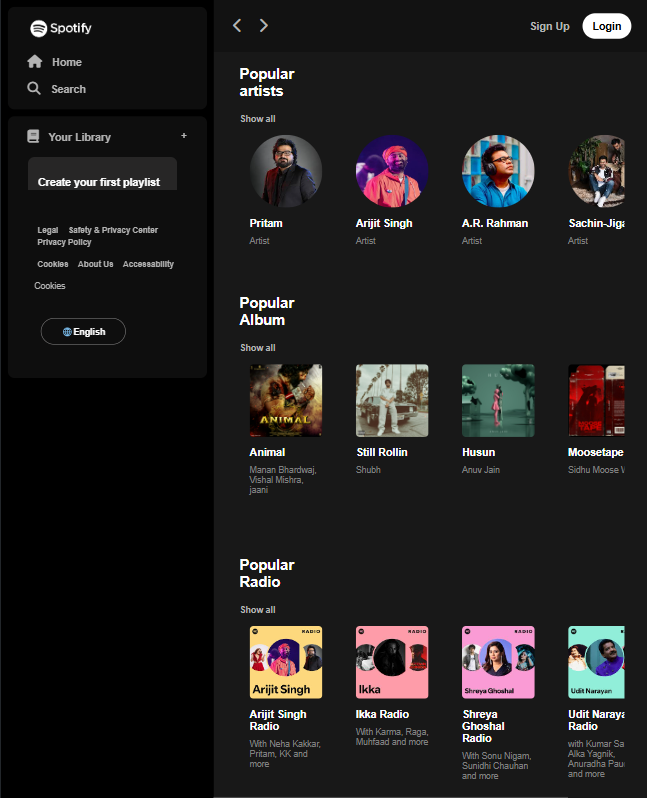 Spotify
Home
Search
Your Library +
Create your first playlist
Legal Safety & Privacy Center
Privacy Policy
Cookies About Us Accessability
Cookies
English
Sign Up Login
Popular
artists
Show all
Pritam Arijit Singh A.R. Rahman Sachin-Jiga
Artist Artist Artist Artist
Popular
Album
Show all
ANIMAL
Animal Still Rollin Husun Moosetape
Manan Bhardwaj, Shubh Anuv Jain Sidhu Moose W
Vishal Mishra,
jaani
Popular
Radio
Show all
RADIO RADIO RADIO
Arijit Singh Ikka Shreya Ghoshal Udit Narayan
Arijit Singh Ikka Radio Shreya Udit Naraya
Radio Ghoshal Radio
Radio
With Neha Kakkar, With Karma, Raga, With Sonu Nigam, with Kumar Sa
Pritam, KK and Muhfaad and more Sunidhi Chauhan Alka Yagnik,
more and more Anuradha Pau
and more